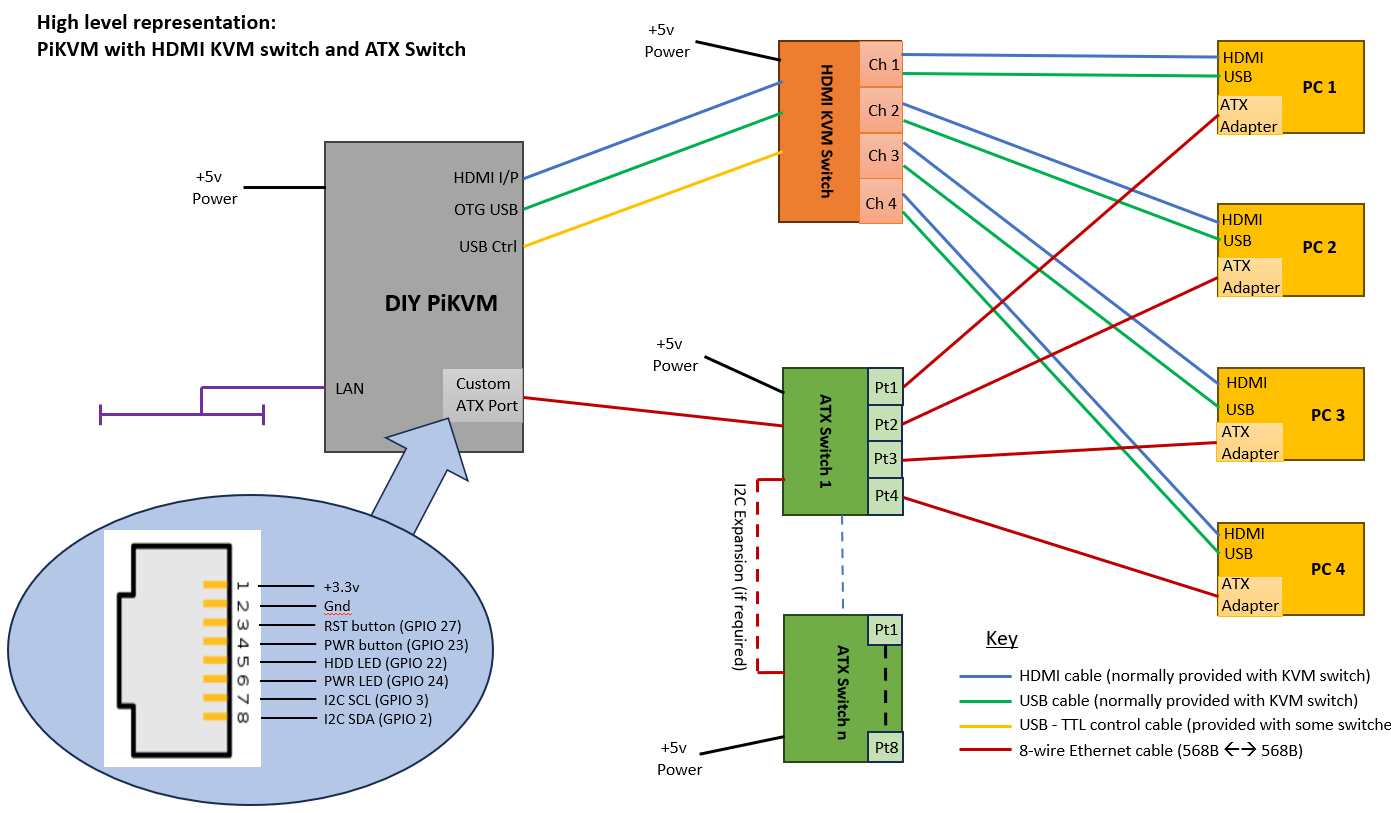 High level representation:
PiKVM with HDMI KVM switch and ATX Switch
+5v
Power
HDMI I/P
OTG USB
USB Ctrl
DIY PiKVM
LAN
Custom
ATX Port
+5v
Power
HDMI KVM Switch
Ch 1
Ch 2
Ch 3
Ch 4
+5v
Power
ATX Switch 1
Pt1
Pt2
Pt3
Pt4
I2C Expansion (if required)
ATX Switch n
Pt1
Pt8
+5v
Power
HDMI
USB
ATX
Adapter
PC 1
HDMI
USB
ATX
Adapter
PC 2
HDMI
USB
ATX
Adapter
PC 3
HDMI
USB
ATX
Adapter
PC 4
1
2
3
4
5
6
7
8
+3.3v
Gnd
RST button (GPIO 27)
PWR button (GPIO 23)
HDD LED (GPIO 22)
PWR LED (GPIO 24)
I2C SCL (GPIO 3)
I2C SDA (GPIO 2)
Key
HDMI cable (normally provided with KVM switch)
USB cable (normally provided with KVM switch)
USB - TTL control cable (provided with some switche
8-wire Ethernet cable (568B ←→ 568B)